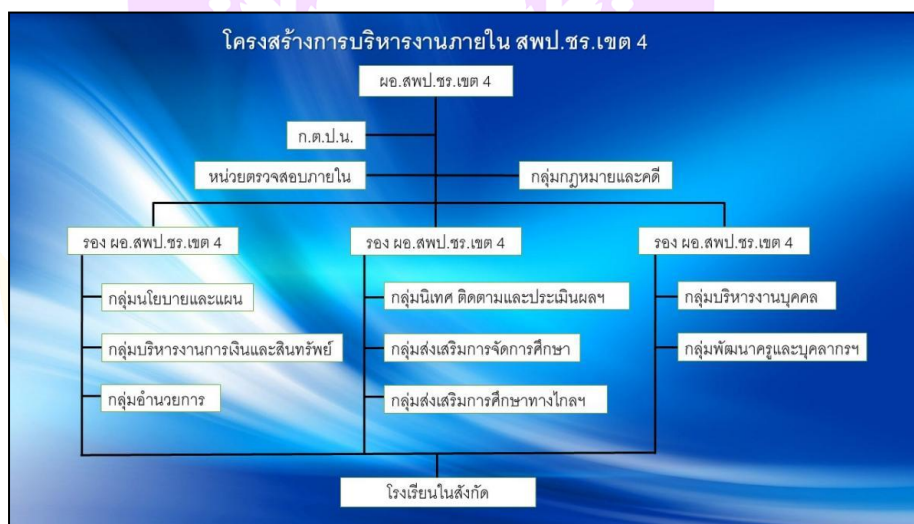 โครงสร้างการบริหารงานภายใน สพป.ชร.เขต 4
ผอ.สพป.ชร.เขต 4
ก.ต.ป.น.
หน่วยตรวจสอบภายใน
กลุ่มกฎหมายและคดี
รอง ผอ.สพป.ชร.เขต 4
รอง ผอ.สพป.ชร.เขต 4
รอง ผอ.สพป.ชร.เขต 4
กลุ่มนโยบายและแผน
กลุ่มนิเทศ ติดตามและประเมินผลฯ
กลุ่มบริหารงานบุคคล
กลุ่มบริหารงานการเงินและสินทรัพย์
กลุ่มส่งเสริมการจัดการศึกษา
กลุ่มพัฒนาครูและบุคลากรฯ
กลุ่มอำนวยการ
กลุ่มส่งเสริมการศึกษาทางไกลฯ
โรงเรียนในสังกัด